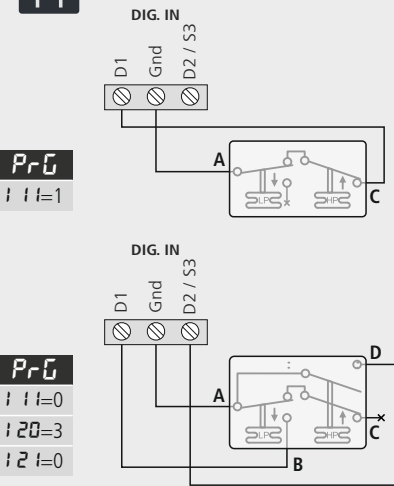 DIG. IN
D1
Gnd
D2 / S3
A
C
LP
HP
PrG
111=1
DIG. IN
D1
Gnd
D2 / S3
D
A
C
LP
HP
B
PrG
111=0
120=3
121=0